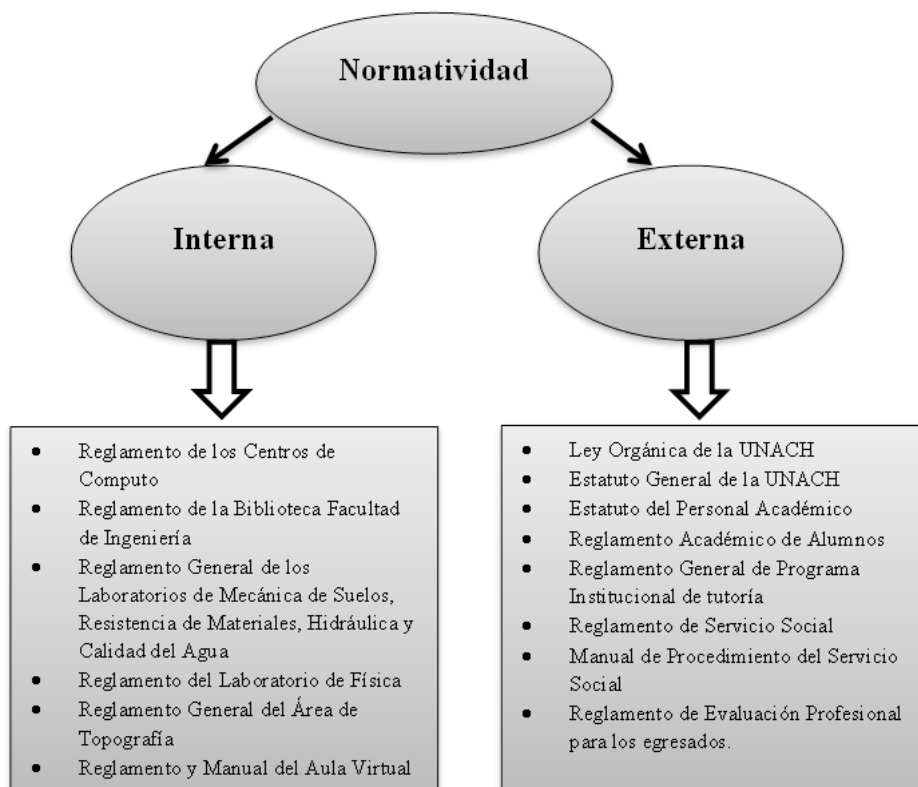 Normatividad
Interna
Externa
Reglamento de los Centros de
Computo
Reglamento de la Biblioteca Facultad
de Ingeniería
Reglamento General de los
Laboratorios de Mecánica de Suelos,
Resistencia de Materiales, Hidráulica y
Calidad del Agua
Reglamento del Laboratorio de Física
Reglamento General del Área de
Topografía
Reglamento y Manual del Aula Virtual
Ley Orgánica de la UNACH
Estatuto General de la UNACH
Estatuto del Personal Académico
Reglamento Académico de Alumnos
Reglamento General de Programa
Institucional de tutoría
Reglamento de Servicio Social
Manual de Procedimiento del Servicio
Social
Reglamento de Evaluación Profesional
para los egresados.